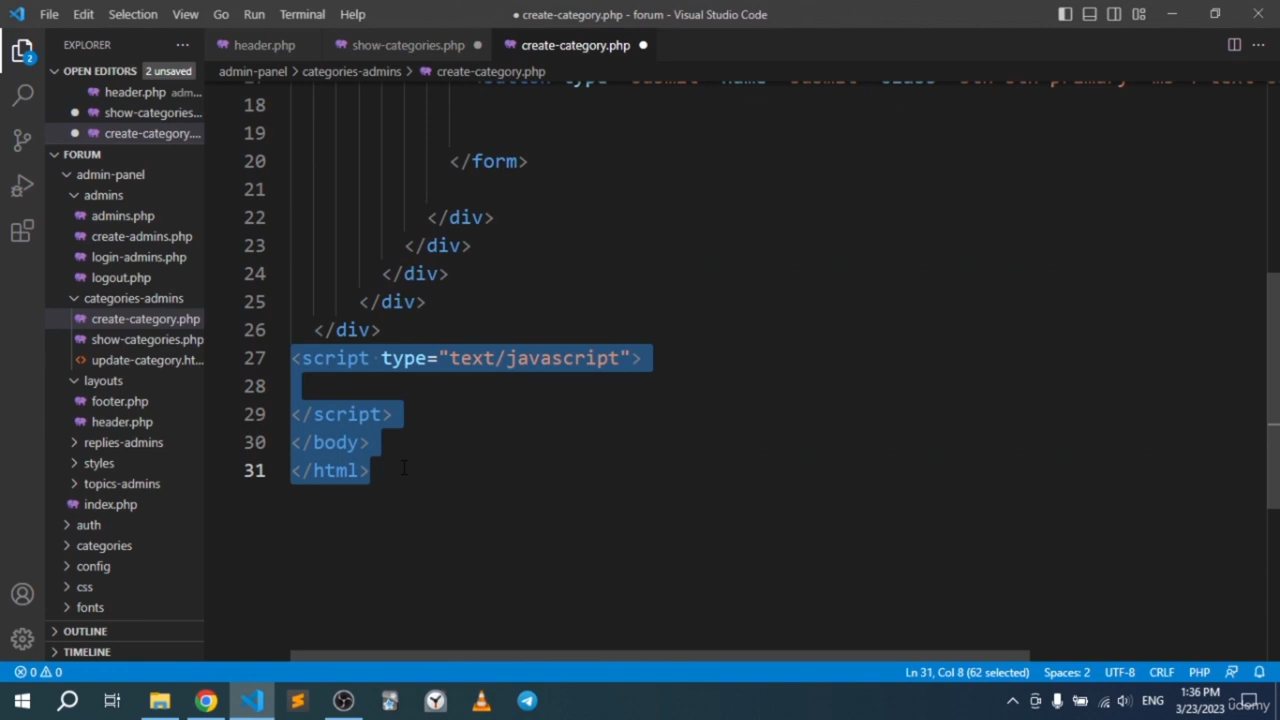 File Edit Selection View Go Run Terminal Help
● create-category.php - forum - Visual Studio Code
EXPLORER
header.php
show-categories.php
create-category.php
OPEN EDITORS 2 unsaved
admin-panel > categories-admins > create-category.php
header.php adm...
show-categories...
create-category....
FORUM
admin-panel
admins
admins.php
create-admins.php
login-admins.php
logout.php
categories-admins
create-category.php
show-categories.php
update-category.ht...
layouts
footer.php
header.php
replies-admins
styles
topics-admins
index.php
auth
categories
config
css
fonts
OUTLINE
TIMELINE
18
19
20 </form>
21
22 </div>
23 </div>
24 </div>
25 </div>
26 </div>
27 <script type="text/javascript">
28
29 </script>
30 </body>
31 </html>
0 0
Ln 31, Col 8 (62 selected) Spaces: 2 UTF-8 CRLF PHP
ENG
1:36 PM
3/23/2023
udemy
2